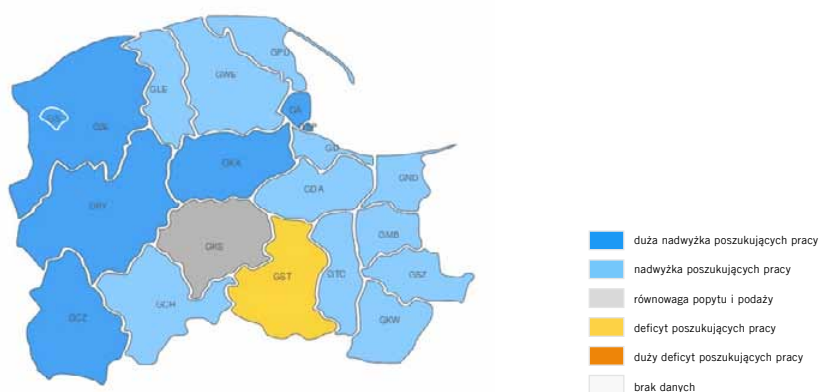 GPU
GWE
GLE
GA
GD
GKA
GND
GDA
GBY
GMB
GKS
GST
GTC
GSZ
GCH
GCZ
GKW
duża nadwyżka poszukujących pracy
nadwyżka poszukujących pracy
równowaga popytu i podaży
deficyt poszukujących pracy
duży deficyt poszukujących pracy
brak danych